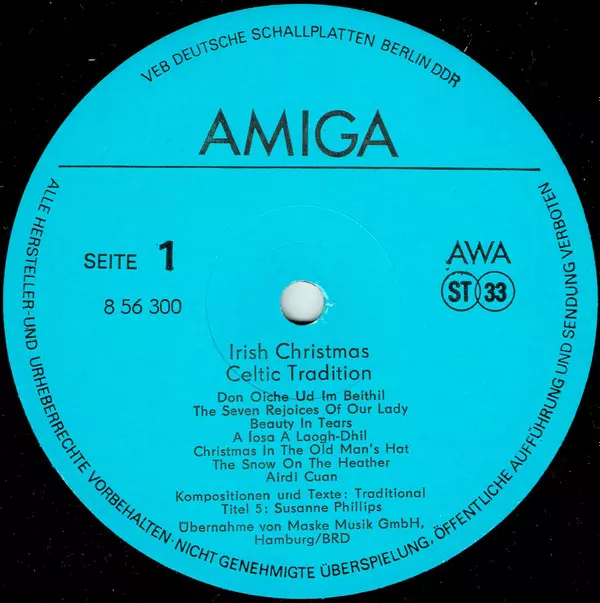 VEB DEUTSCHE SCHALLPLATTEN BERLIN DDR
AMIGA
SEITE 1
8 56 300
AWA
ST 33
Irish Christmas
Celtic Tradition
Don Oiche Ud Im Beithil
The Seven Rejoices Of Our Lady
Beauty In Tears
A Iosa A Laogh-Dhil
Christmas In The Old Man's Hat
The Snow On The Heather
Airdi Cuan
Kompositionen und Texte: Traditional
Titel 5: Susanne Phillips
Übernahme von Maske Musik GmbH,
Hamburg/BRD
ALLE HERSTELLER- UND URHEBERRECHTE VORBEHALTEN · NICHT GENEHMIGTE ÜBERSPIELUNG, ÖFFENTLICHE AUFFÜHRUNG UND SENDUNG VERBOTEN